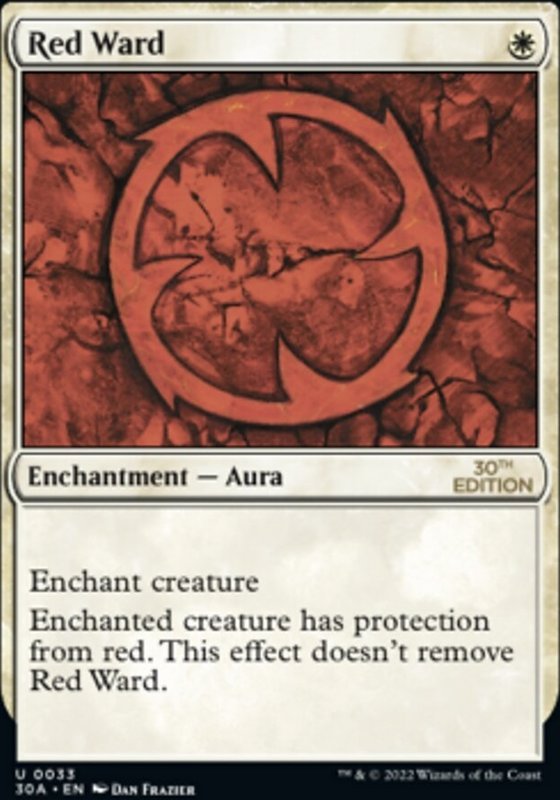 Red Ward
Enchantment — Aura
30TH
EDITION
Enchant creature
Enchanted creature has protection
from red. This effect doesn't remove
Red Ward.
U 0033
30A • EN DAN FRAZIER
™ & © 2022 Wizards of the Coast